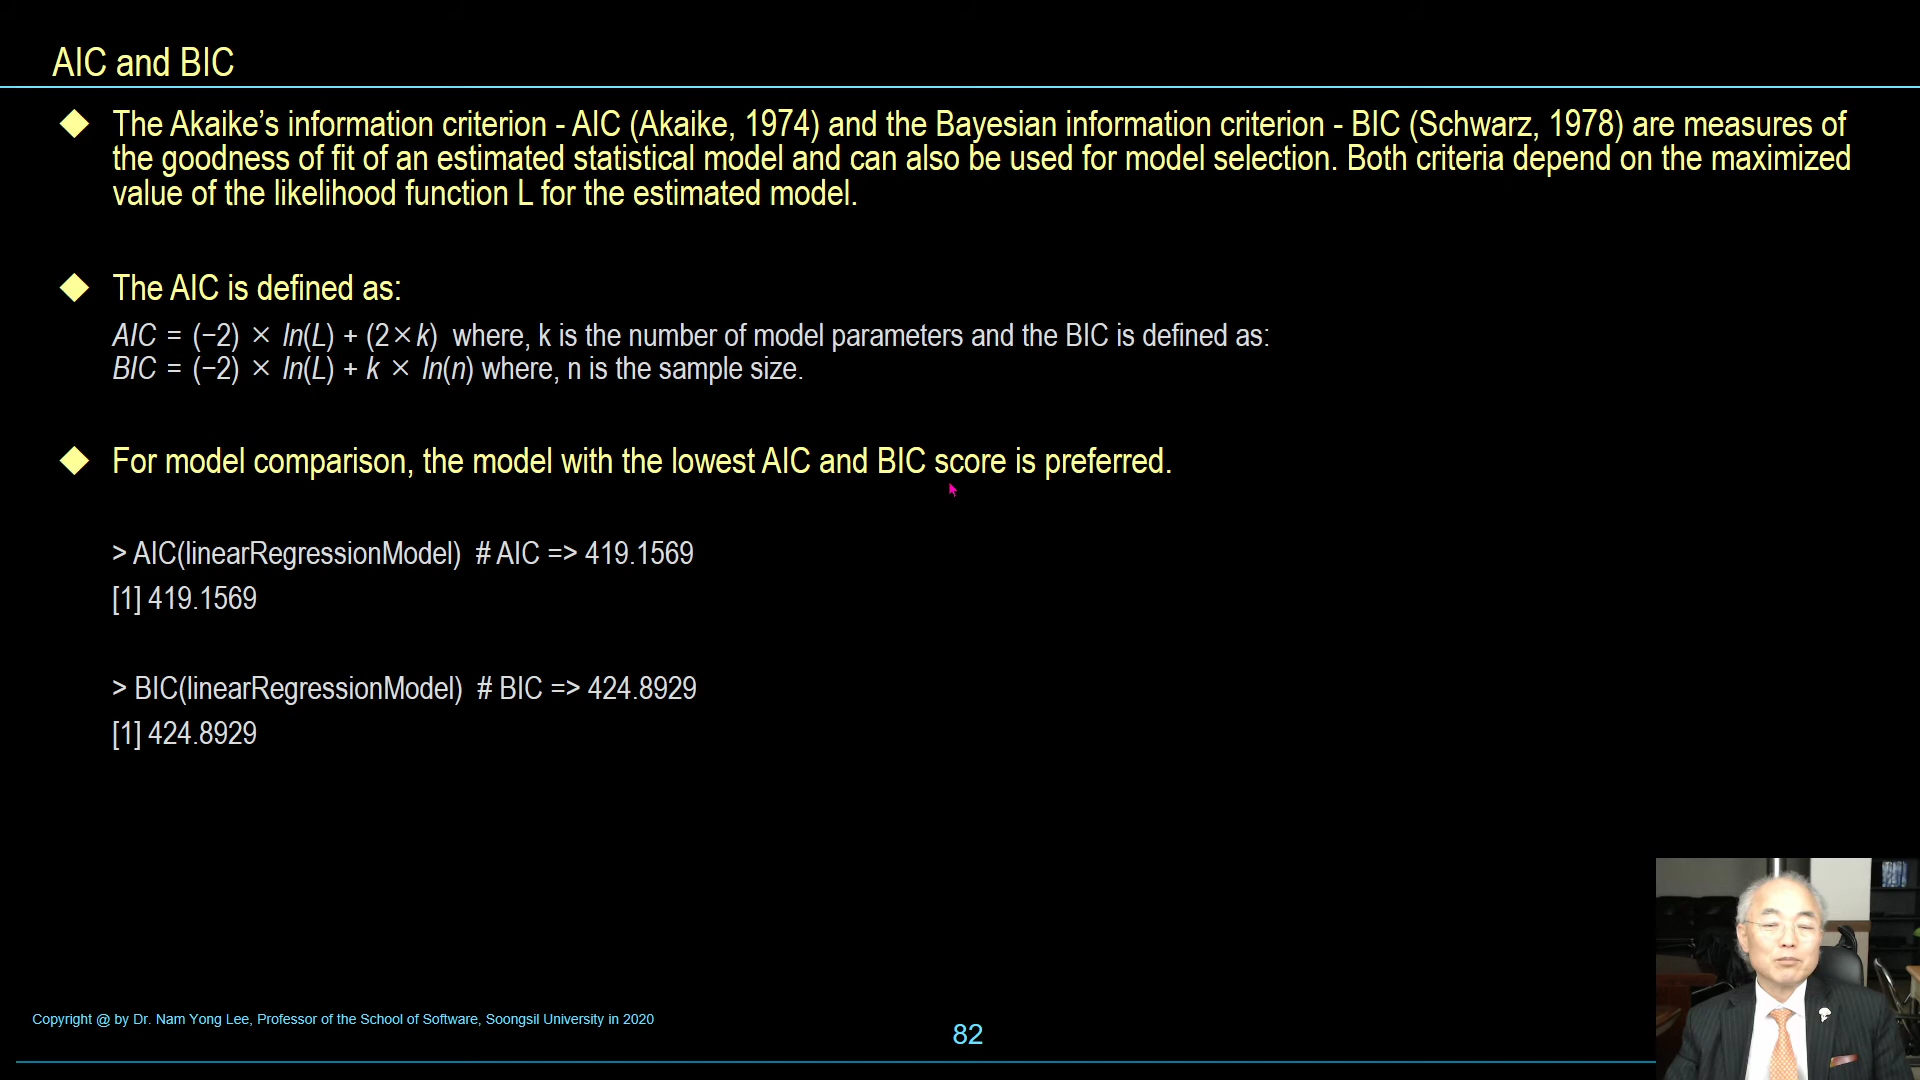 AIC and BIC
The Akaike’s information criterion - AIC (Akaike, 1974) and the Bayesian information criterion - BIC (Schwarz, 1978) are measures of
the goodness of fit of an estimated statistical model and can also be used for model selection. Both criteria depend on the maximized
value of the likelihood function L for the estimated model.
The AIC is defined as:
AIC = (−2) × ln(L) + (2×k) where, k is the number of model parameters and the BIC is defined as:
BIC = (−2) × ln(L) + k × ln(n) where, n is the sample size.
For model comparison, the model with the lowest AIC and BIC score is preferred.
> AIC(linearRegressionModel) # AIC => 419.1569
[1] 419.1569
> BIC(linearRegressionModel) # BIC => 424.8929
[1] 424.8929
Copyright @ by Dr. Nam Yong Lee, Professor of the School of Software, Soongsil University in 2020
82